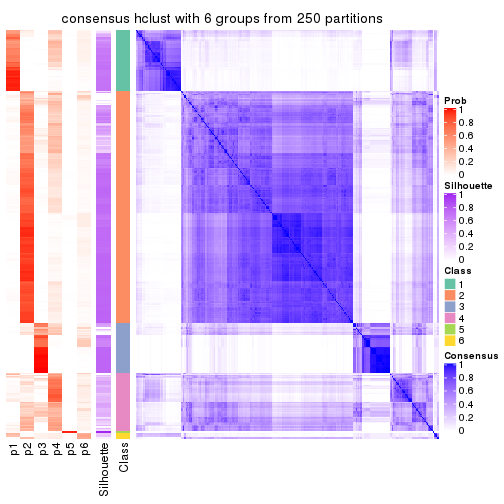 consensus hclust with 6 groups from 250 partitions
Prob
1
0.8
0.6
0.4
0.2
0
Silhouette
1
0.8
0.6
0.4
0.2
0
Class
1
2
3
4
5
6
Consensus
1
0.8
0.6
0.4
0.2
0
p1
p2
p3
p4
p5
p6
Silhouette
Class